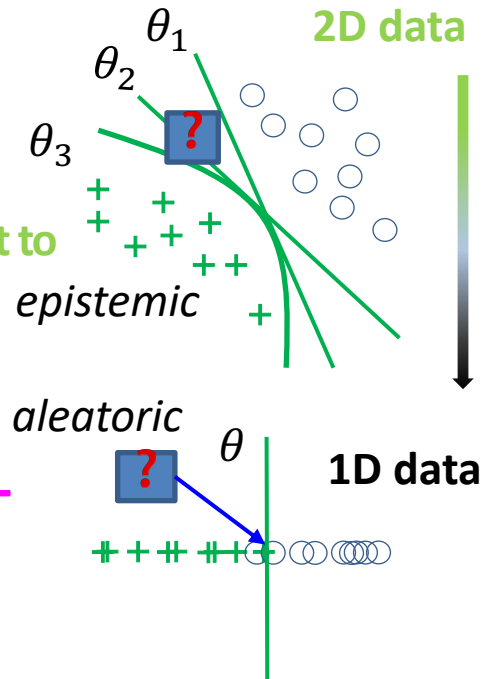 2D data
θ₁
θ₂
?
θ₃
t to
epistemic
aleatoric
θ
?
1D data